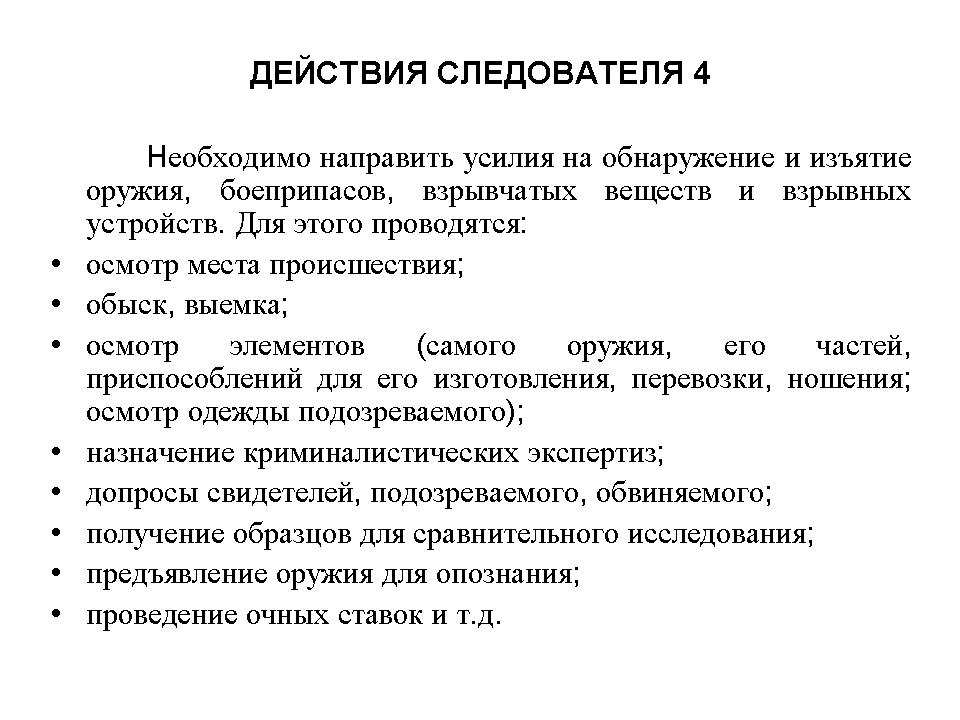 ДЕЙСТВИЯ СЛЕДОВАТЕЛЯ 4
Необходимо направить усилия на обнаружение и изъятие
оружия, боеприпасов, взрывчатых веществ и взрывных
устройств. Для этого проводятся:
• осмотр места происшествия;
• обыск, выемка;
• осмотр элементов (самого оружия, его частей,
приспособлений для его изготовления, перевозки, ношения;
осмотр одежды подозреваемого);
• назначение криминалистических экспертиз;
• допросы свидетелей, подозреваемого, обвиняемого;
• получение образцов для сравнительного исследования;
• предъявление оружия для опознания;
• проведение очных ставок и т.д.